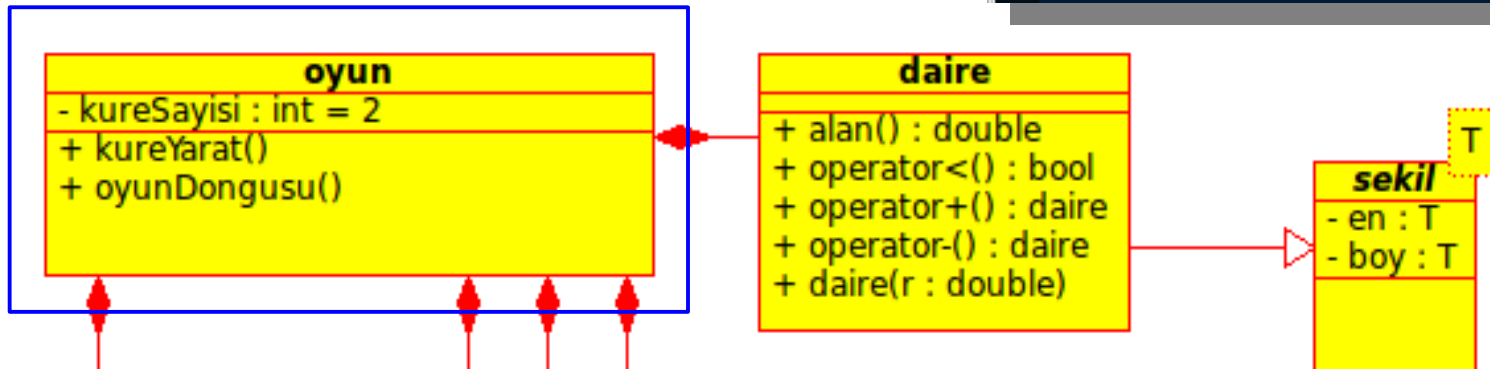 oyun
- kureSayisi : int = 2
+ kureYarat()
+ oyunDongusu()
daire
+ alan() : double
+ operator<() : bool
+ operator+() : daire
+ operator-() : daire
+ daire(r : double)
T
sekil
- en : T
- boy : T